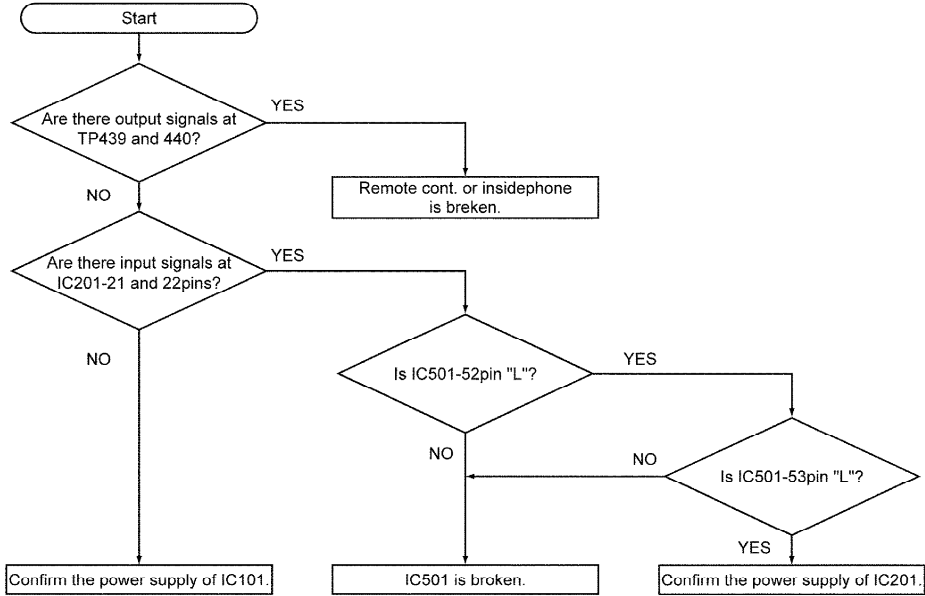 Start
Are there output signals at
TP439 and 440?
YES
Remote cont. or insidephone
is breken.
NO
Are there input signals at
IC201-21 and 22pins?
YES
NO
Is IC501-52pin "L"?
YES
NO
Is IC501-53pin "L"?
NO
YES
Confirm the power supply of IC101.
IC501 is broken.
Confirm the power supply of IC201.